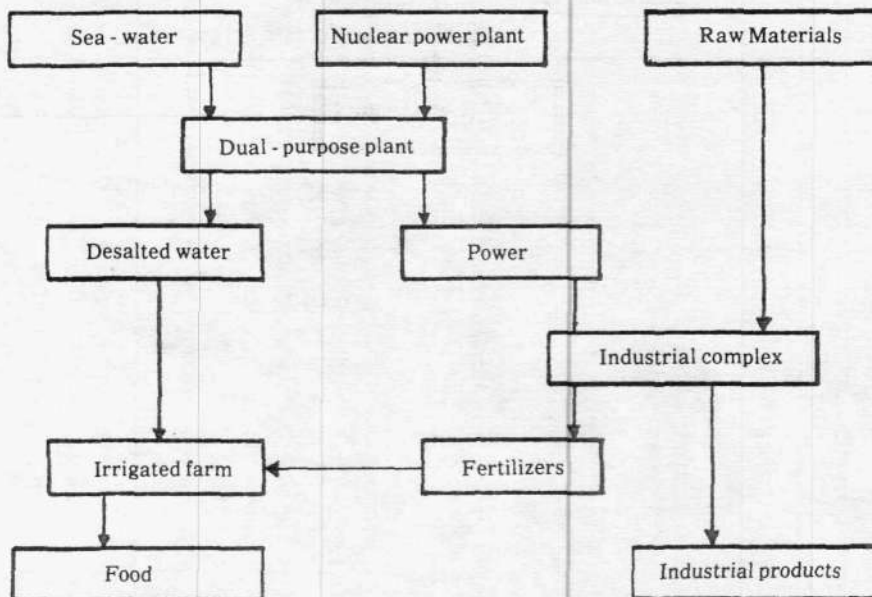 Sea - water
Nuclear power plant
Raw Materials
Dual - purpose plant
Desalted water
Power
Industrial complex
Irrigated farm
Fertilizers
Food
Industrial products